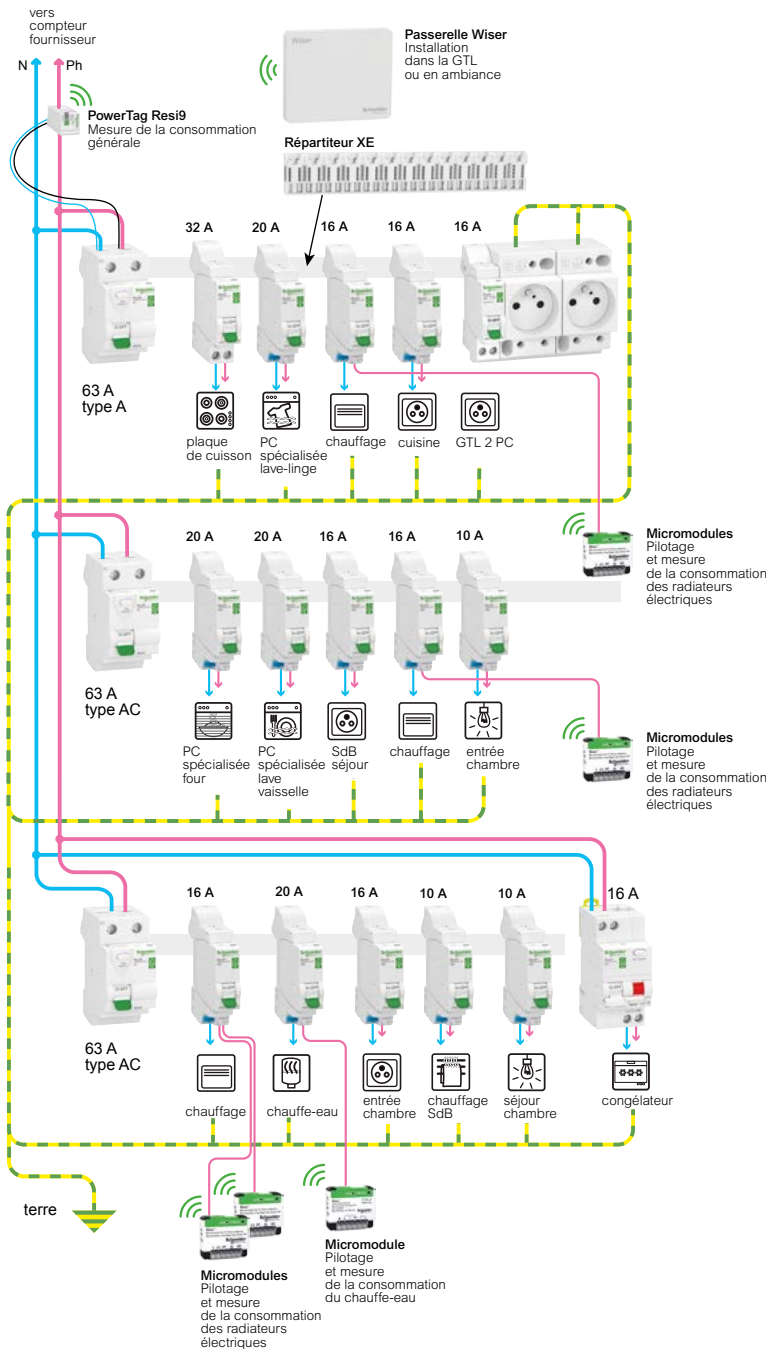 vers
compteur
fournisseur
N
Ph
Passerelle Wiser
Installation
dans la GTL
ou en ambiance
Wiser
Schneider
PowerTag Resi9
Mesure de la consommation
générale
Répartiteur XE
32 A
20 A
16 A
16 A
16 A
63 A
type A
plaque
de cuisson
PC
spécialisée
lave-linge
chauffage
cuisine
GTL 2 PC
20 A
20 A
16 A
16 A
10 A
Micromodules
Pilotage
et mesure
de la consommation
des radiateurs
électriques
63 A
type AC
PC
spécialisée
four
PC
spécialisée
lave
vaisselle
SdB
séjour
chauffage
entrée
chambre
Micromodules
Pilotage
et mesure
de la consommation
des radiateurs
électriques
16 A
20 A
16 A
10 A
10 A
16 A
63 A
type AC
chauffage
chauffe-eau
entrée
chambre
chauffage
SdB
séjour
chambre
congélateur
terre
Micromodules
Pilotage
et mesure
de la consommation
des radiateurs
électriques
Micromodule
Pilotage
et mesure
de la consommation
du chauffe-eau